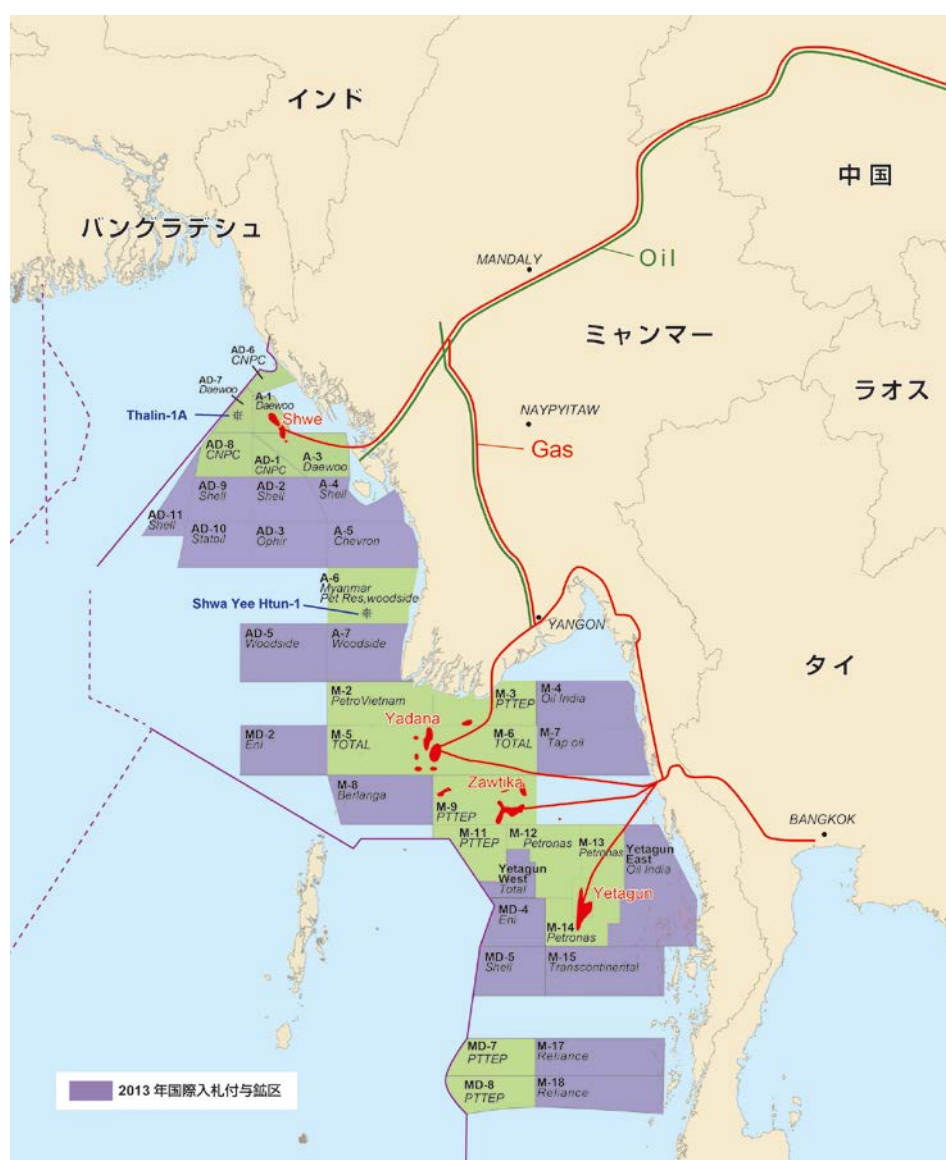 インド
中国
バングラデシュ
MANDALY
Oil
ミャンマー
ラオス
NAYPYITAW
Gas
AD-6
CNPC
AD-7
Daewoo
A-1
Daewoo
Thalin-1A
Shwe
AD-8
CNPC
AD-1
CNPC
A-3
Daewoo
AD-9
Shell
AD-2
Shell
A-4
Shell
AD-11
Shell
AD-10
Statoil
AD-3
Ophir
A-5
Chevron
A-6
Myanmar
Pet Res,woodside
Shwa Yee Htun-1
YANGON
AD-5
Woodside
A-7
Woodside
タイ
M-2
PetroVietnam
M-3
PTTEP
M-4
Oil India
Yadana
MD-2
Eni
M-5
TOTAL
M-6
TOTAL
M-7
Tap oil
M-8
Berlanga
Zawtika
M-9
PTTEP
BANGKOK
M-11
PTTEP
M-12
Petronas
M-13
Petronas
Yetagun
East
Oil India
Yetagun
West
Total
Yetagun
MD-4
Eni
M-14
Petronas
MD-5
Shell
M-15
Transcontinental
MD-7
PTTEP
M-17
Reliance
MD-8
PTTEP
M-18
Reliance
2013 年国際入札付与鉱区